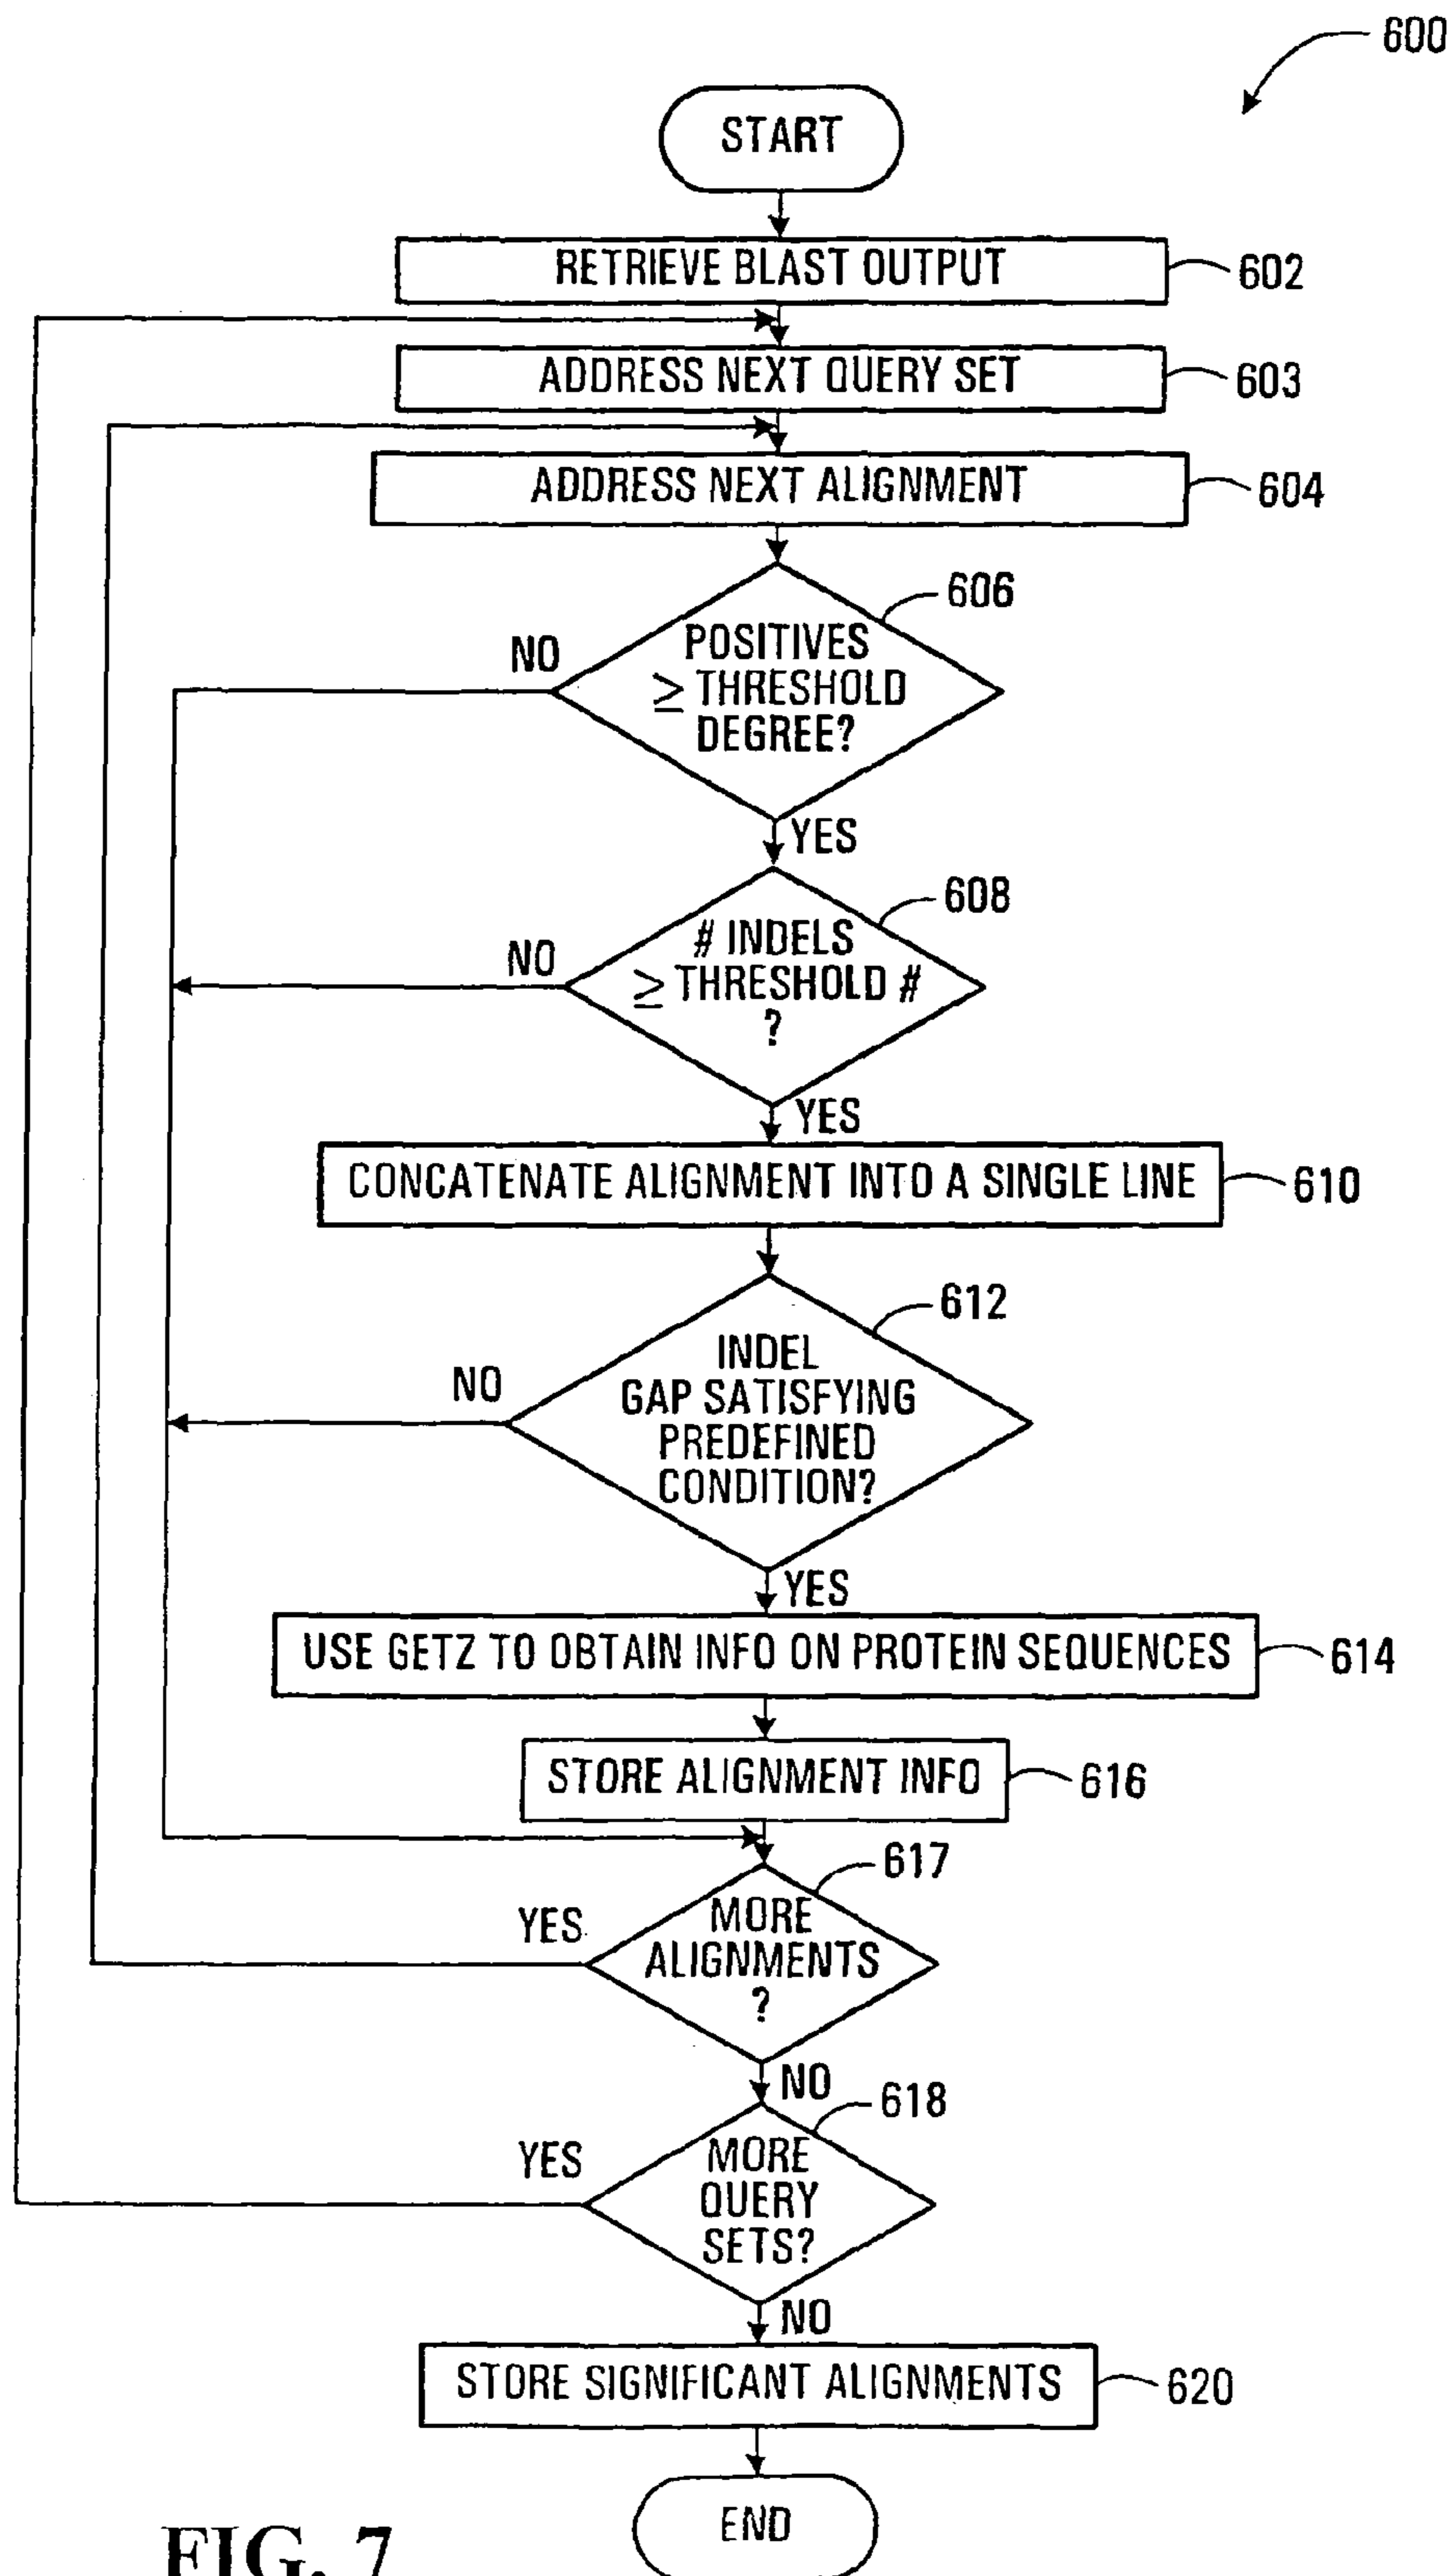 600
START
RETRIEVE BLAST OUTPUT
602
ADDRESS NEXT QUERY SET
603
ADDRESS NEXT ALIGNMENT
604
606
NO
POSITIVES
≥ THRESHOLD
DEGREE?
YES
608
NO
# INDELS
≥ THRESHOLD #
?
YES
CONCATENATE ALIGNMENT INTO A SINGLE LINE
610
612
NO
INDEL
GAP SATISFYING
PREDEFINED
CONDITION?
YES
USE GETZ TO OBTAIN INFO ON PROTEIN SEQUENCES
614
STORE ALIGNMENT INFO
616
617
YES
MORE
ALIGNMENTS
?
NO
618
YES
MORE
QUERY
SETS?
NO
STORE SIGNIFICANT ALIGNMENTS
620
END
FIG. 7